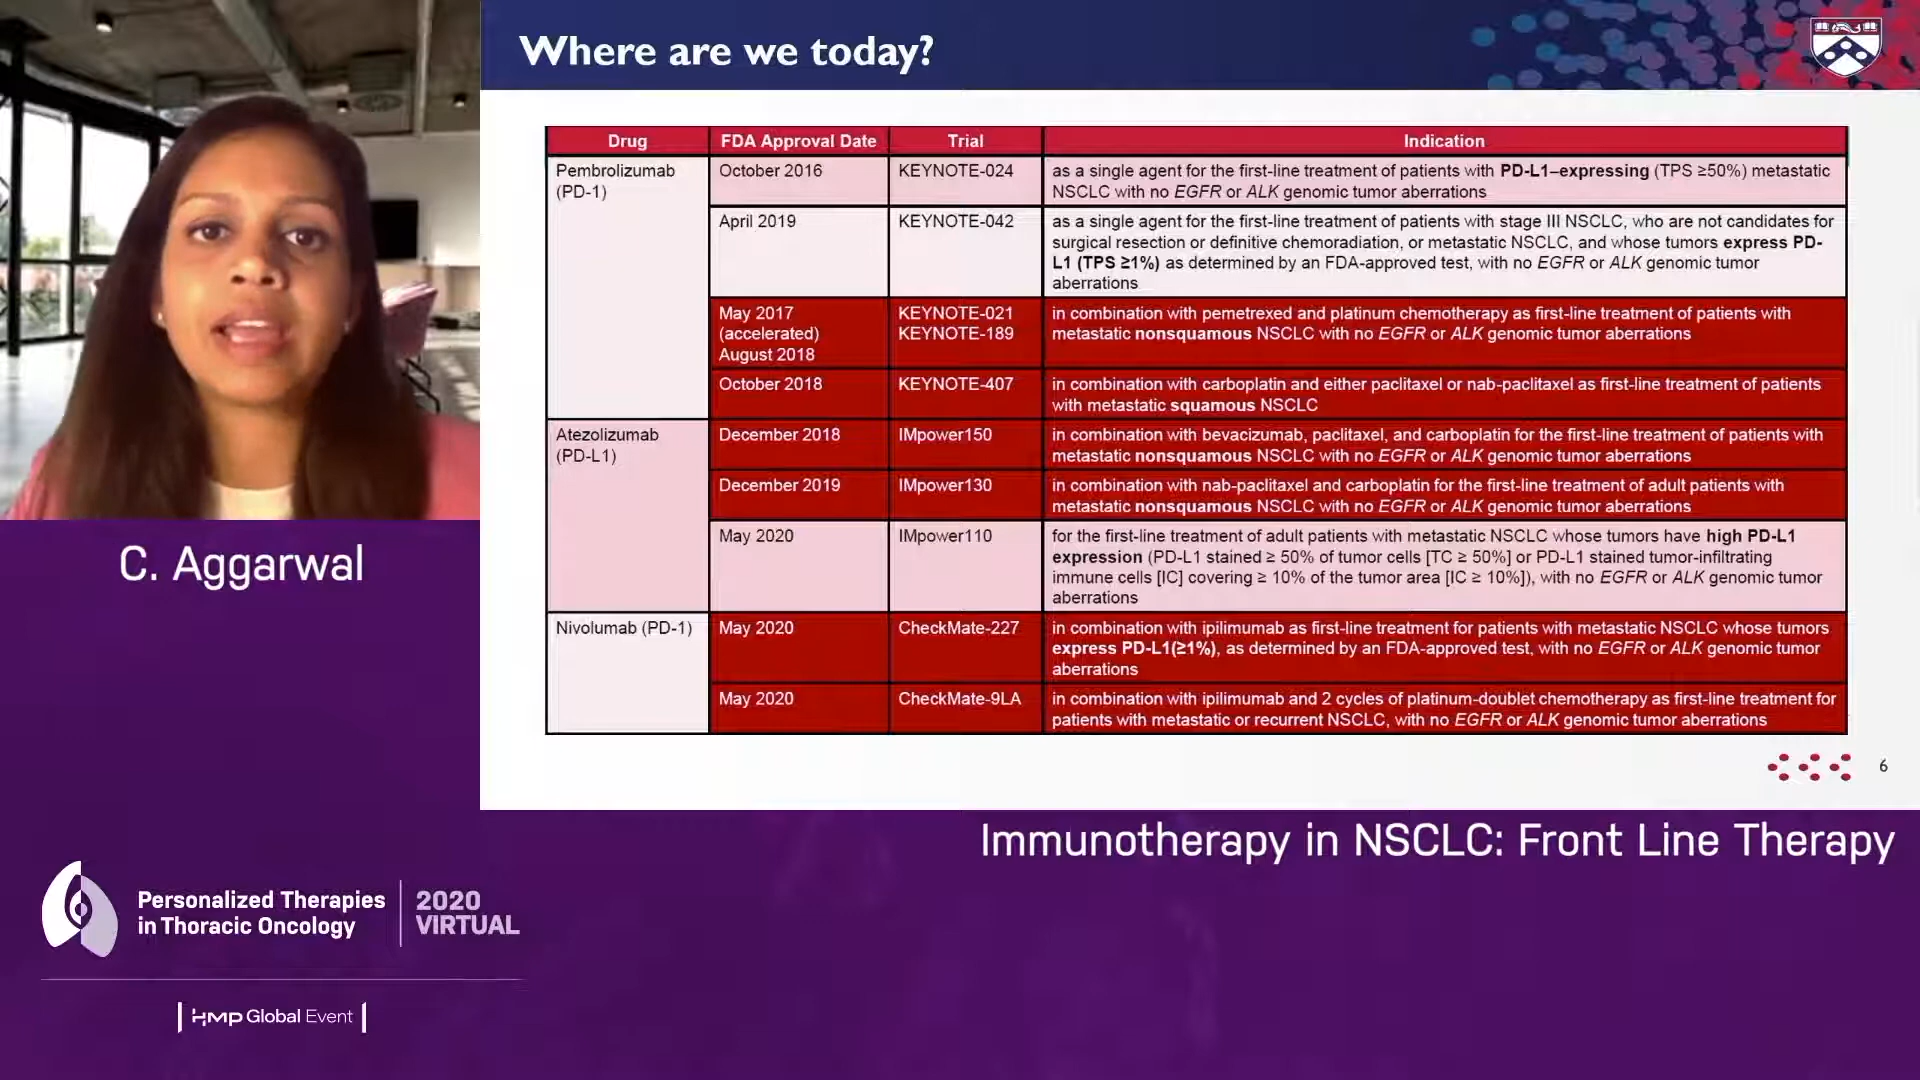 Where are we today?
Drug
FDA Approval Date
Trial
Indication
Pembrolizumab
(PD-1)
October 2016
KEYNOTE-024
as a single agent for the first-line treatment of patients with PD-L1–expressing (TPS ≥50%) metastatic
NSCLC with no EGFR or ALK genomic tumor aberrations
April 2019
KEYNOTE-042
as a single agent for the first-line treatment of patients with stage III NSCLC, who are not candidates for
surgical resection or definitive chemoradiation, or metastatic NSCLC, and whose tumors express PD-
L1 (TPS ≥1%) as determined by an FDA-approved test, with no EGFR or ALK genomic tumor
aberrations
May 2017
(accelerated)
August 2018
KEYNOTE-021
KEYNOTE-189
in combination with pemetrexed and platinum chemotherapy as first-line treatment of patients with
metastatic nonsquamous NSCLC with no EGFR or ALK genomic tumor aberrations
October 2018
KEYNOTE-407
in combination with carboplatin and either paclitaxel or nab-paclitaxel as first-line treatment of patients
with metastatic squamous NSCLC
Atezolizumab
(PD-L1)
December 2018
IMpower150
in combination with bevacizumab, paclitaxel, and carboplatin for the first-line treatment of patients with
metastatic nonsquamous NSCLC with no EGFR or ALK genomic tumor aberrations
December 2019
IMpower130
in combination with nab-paclitaxel and carboplatin for the first-line treatment of adult patients with
metastatic nonsquamous NSCLC with no EGFR or ALK genomic tumor aberrations
May 2020
IMpower110
for the first-line treatment of adult patients with metastatic NSCLC whose tumors have high PD-L1
expression (PD-L1 stained ≥ 50% of tumor cells [TC ≥ 50%] or PD-L1 stained tumor-infiltrating
immune cells [IC] covering ≥ 10% of the tumor area [IC ≥ 10%]), with no EGFR or ALK genomic tumor
aberrations
Nivolumab (PD-1)
May 2020
CheckMate-227
in combination with ipilimumab as first-line treatment for patients with metastatic NSCLC whose tumors
express PD-L1(≥1%), as determined by an FDA-approved test, with no EGFR or ALK genomic tumor
aberrations
May 2020
CheckMate-9LA
in combination with ipilimumab and 2 cycles of platinum-doublet chemotherapy as first-line treatment for
patients with metastatic or recurrent NSCLC, with no EGFR or ALK genomic tumor aberrations
6
C. Aggarwal
Immunotherapy in NSCLC: Front Line Therapy
Personalized Therapies
in Thoracic Oncology
2020
VIRTUAL
HMP Global Event